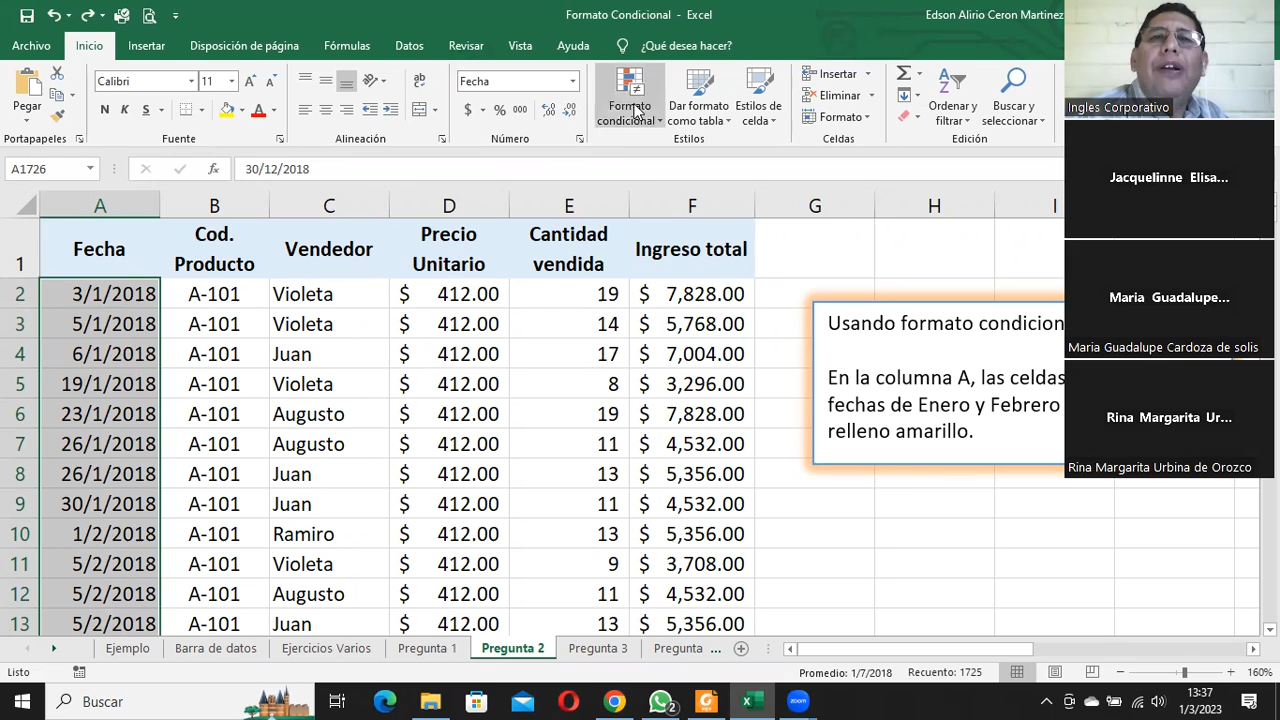 Formato Condicional - Excel
Edson Alirio Ceron Martinez
Archivo Inicio Insertar Disposición de página Fórmulas Datos Revisar Vista Ayuda ¿Qué desea hacer?
Pegar
Calibri 11
N K S
ab
Fecha
$ % 000
Formato condicional
Dar formato como tabla
Estilos de celda
Insertar
Eliminar
Formato
Ordenar y filtrar
Buscar y seleccionar
Portapapeles Fuente Alineación Número Estilos Celdas Edición
A1726 fx 30/12/2018
A B C D E F G H I
1 Fecha Cod. Producto Vendedor Precio Unitario Cantidad vendida Ingreso total
2 3/1/2018 A-101 Violeta $ 412.00 19 $ 7,828.00
3 5/1/2018 A-101 Violeta $ 412.00 14 $ 5,768.00
4 6/1/2018 A-101 Juan $ 412.00 17 $ 7,004.00
5 19/1/2018 A-101 Violeta $ 412.00 8 $ 3,296.00
6 23/1/2018 A-101 Augusto $ 412.00 19 $ 7,828.00
7 26/1/2018 A-101 Augusto $ 412.00 11 $ 4,532.00
8 26/1/2018 A-101 Juan $ 412.00 13 $ 5,356.00
9 30/1/2018 A-101 Juan $ 412.00 11 $ 4,532.00
10 1/2/2018 A-101 Ramiro $ 412.00 13 $ 5,356.00
11 5/2/2018 A-101 Violeta $ 412.00 9 $ 3,708.00
12 5/2/2018 A-101 Augusto $ 412.00 11 $ 4,532.00
13 5/2/2018 A-101 Juan $ 412.00 13 $ 5,356.00
Usando formato condicion
En la columna A, las celdas
fechas de Enero y Febrero
relleno amarillo.
Ingles Corporativo
Jacquelinne Elisa...
Maria Guadalupe...
Maria Guadalupe Cardoza de solis
Rina Margarita Ur...
Rina Margarita Urbina de Orozco
Ejemplo Barra de datos Ejercicios Varios Pregunta 1 Pregunta 2 Pregunta 3 Pregunta ...
Listo
Promedio: 1/7/2018 Recuento: 1725
160%
Buscar
2
13:37
1/3/2023